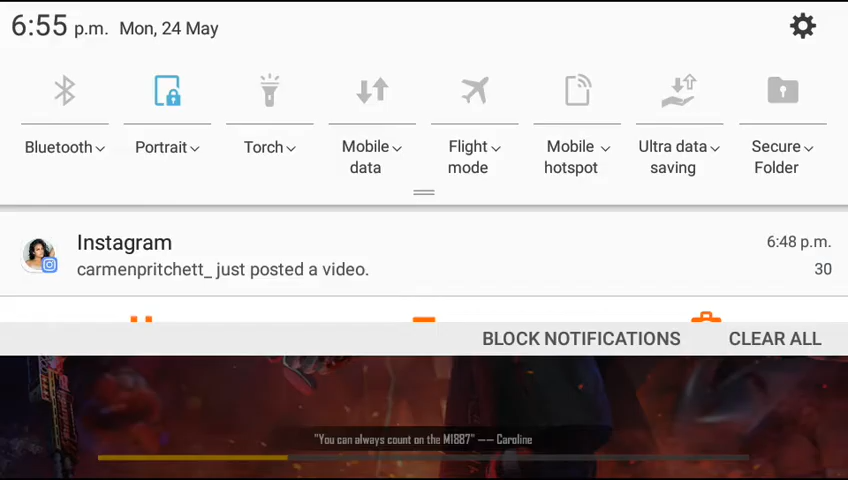 6:55 p.m. Mon, 24 May
Bluetooth
Portrait
Torch
Mobile data
Flight mode
Mobile hotspot
Ultra data saving
Secure Folder
Instagram 6:48 p.m.
carmenpritchett_ just posted a video. 30
BLOCK NOTIFICATIONS CLEAR ALL
"You can always count on the M1887" —— Caroline